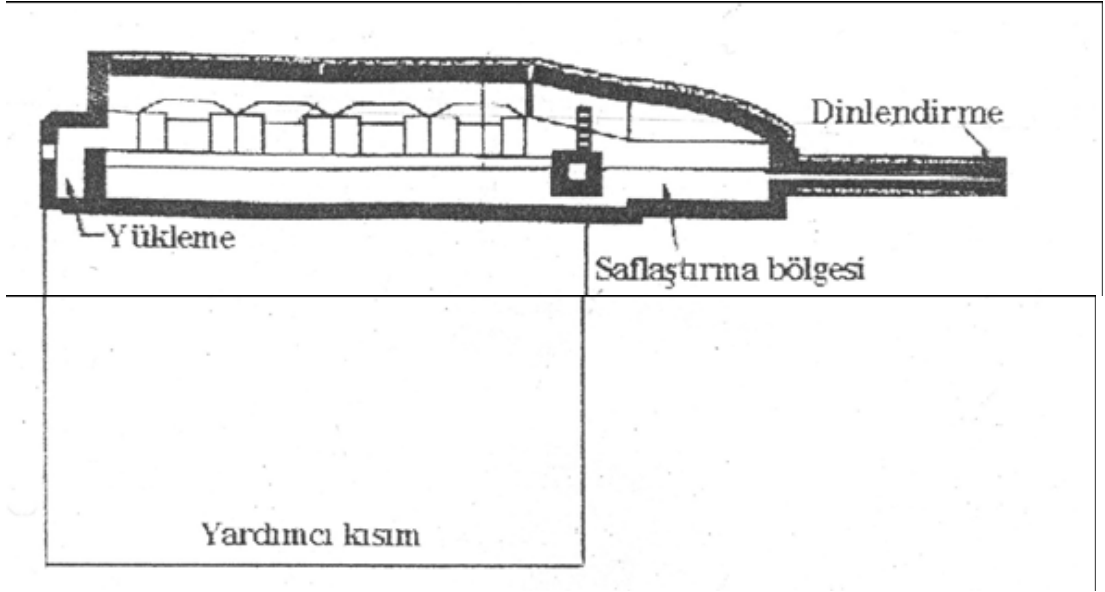 Dinlendirme
Yükleme
Saflaştırma bölgesi
Yardımcı kısım